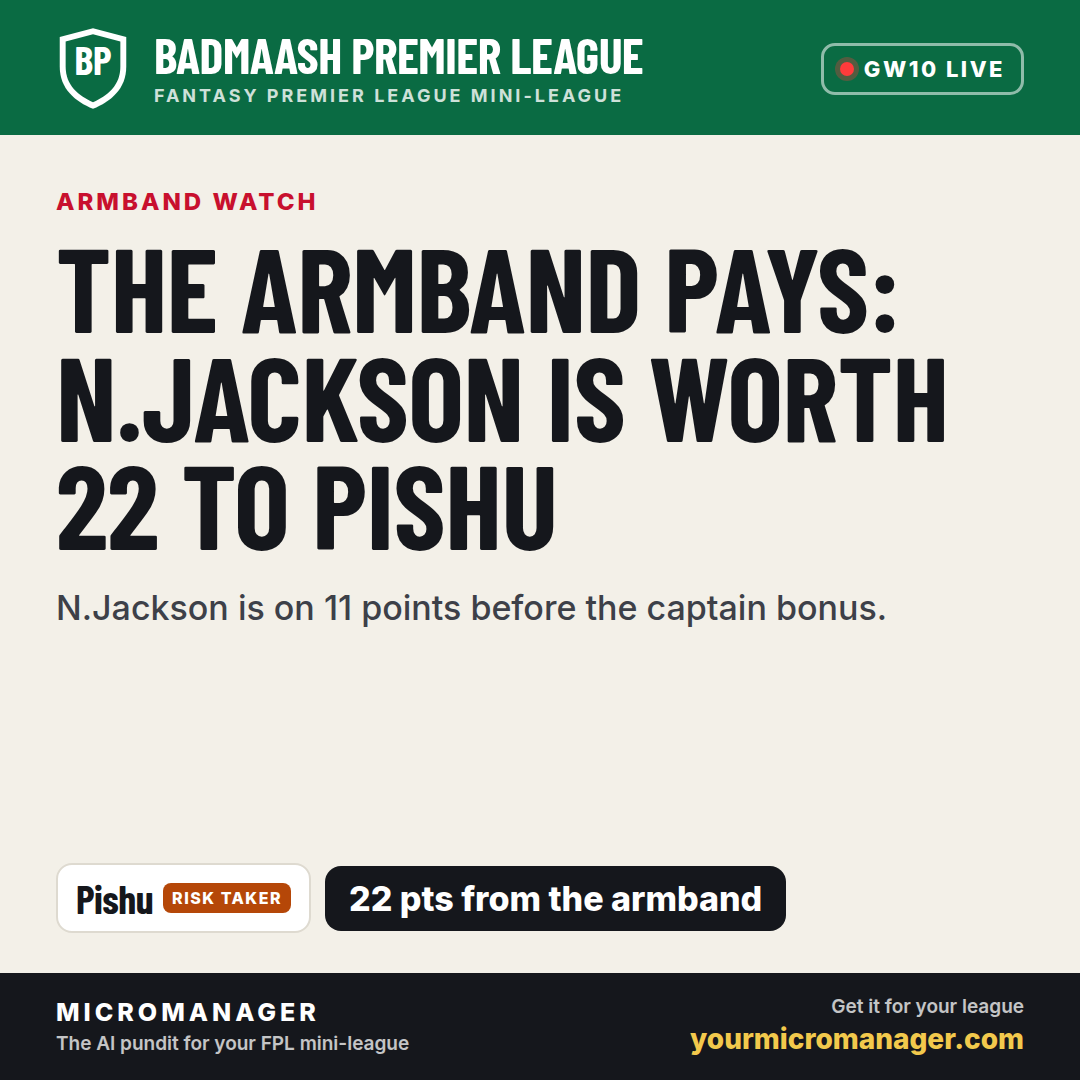 BP
BADMAASH PREMIER LEAGUE
FANTASY PREMIER LEAGUE MINI-LEAGUE
GW10 LIVE
ARMBAND WATCH
THE ARMBAND PAYS:
N.JACKSON IS WORTH
22 TO PISHU
N.Jackson is on 11 points before the captain bonus.
Pishu RISK TAKER
22 pts from the armband
MICROMANAGER
The AI pundit for your FPL mini-league
Get it for your league
yourmicromanager.com